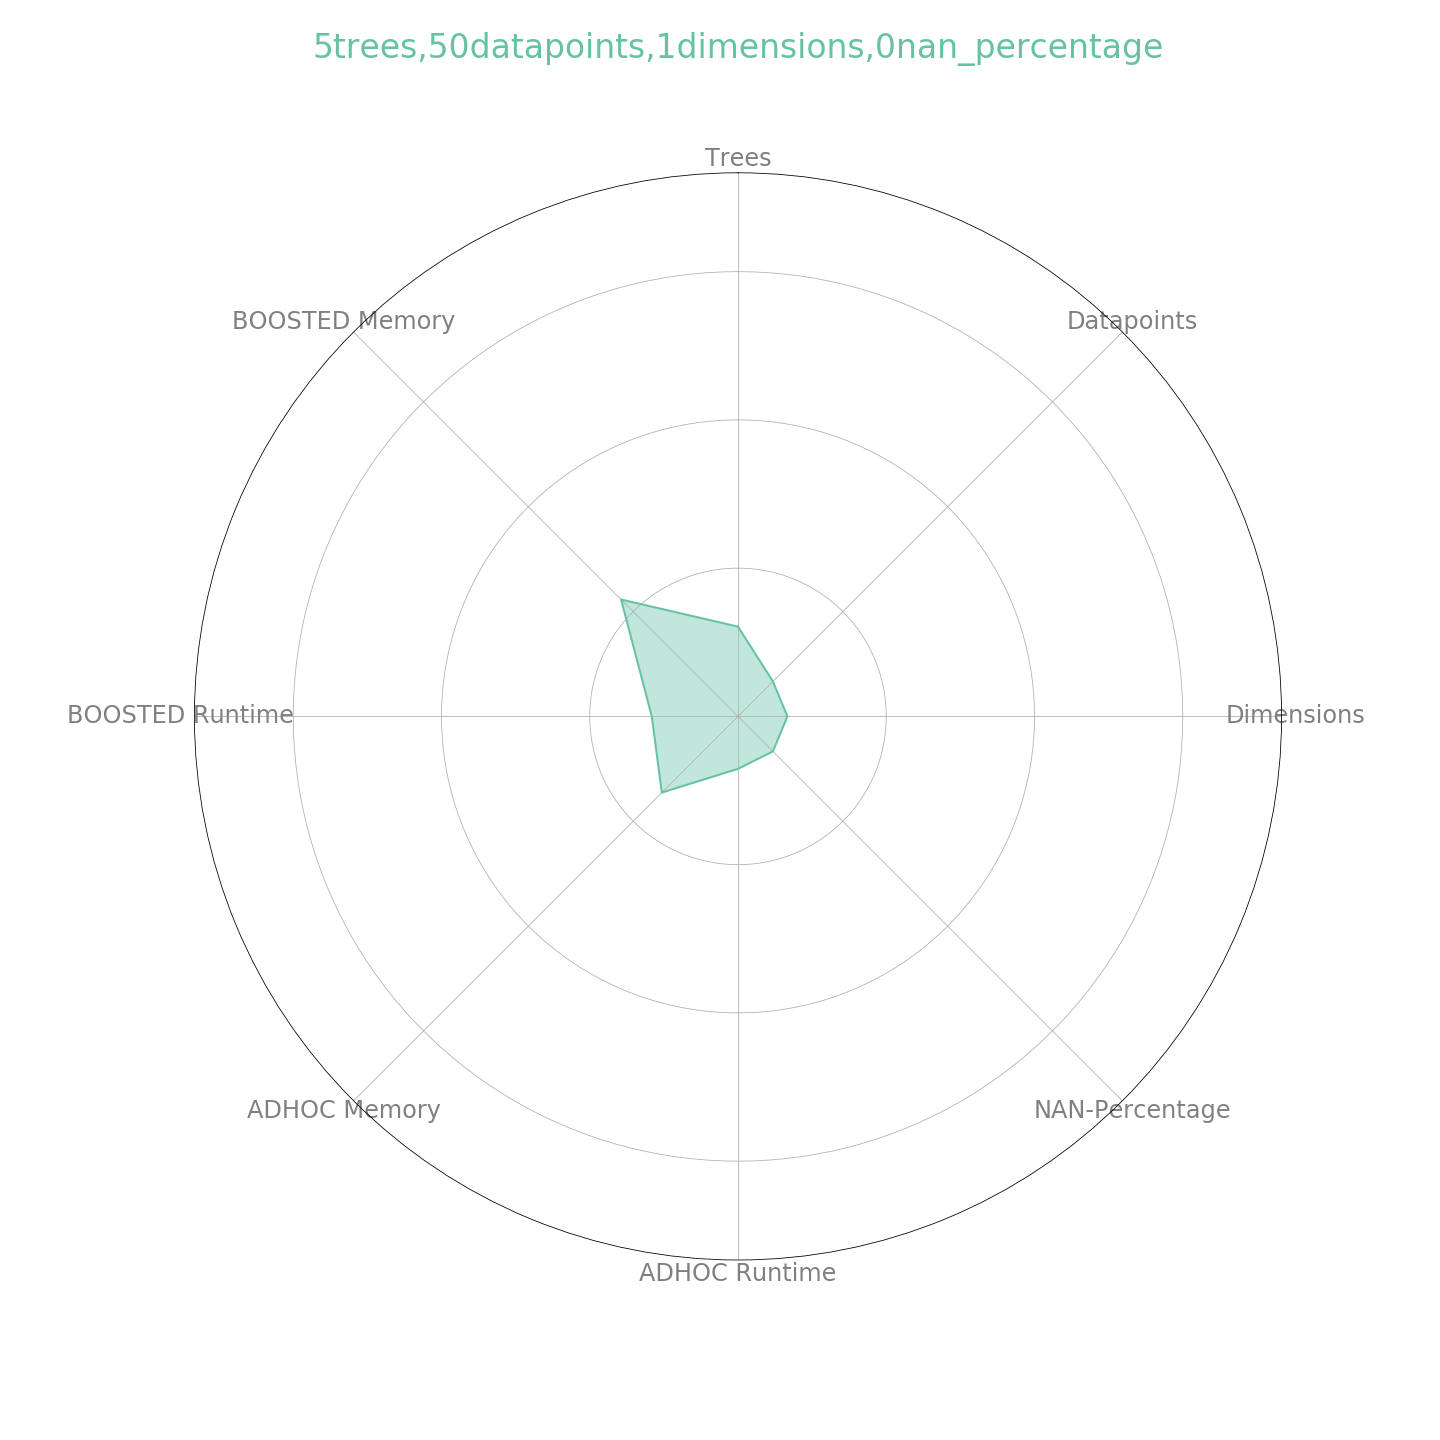 5trees,50datapoints,1dimensions,0nan_percentage
Trees
BOOSTED Memory
Datapoints
BOOSTED Runtime
Dimensions
ADHOC Memory
NAN-Percentage
ADHOC Runtime